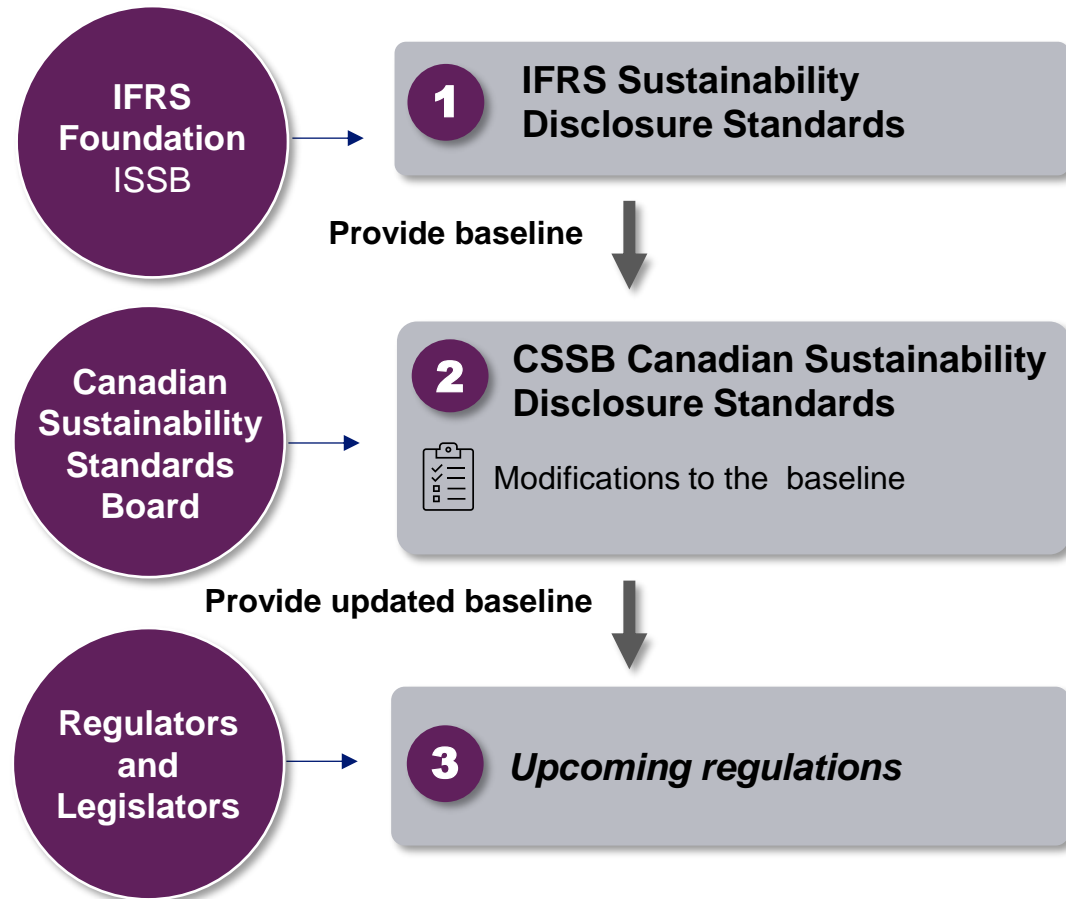 IFRS
Foundation
ISSB
1
IFRS Sustainability
Disclosure Standards
Provide baseline
Canadian
Sustainability
Standards
Board
2
CSSB Canadian Sustainability
Disclosure Standards
Modifications to the baseline
Provide updated baseline
Regulators
and
Legislators
3
Upcoming regulations